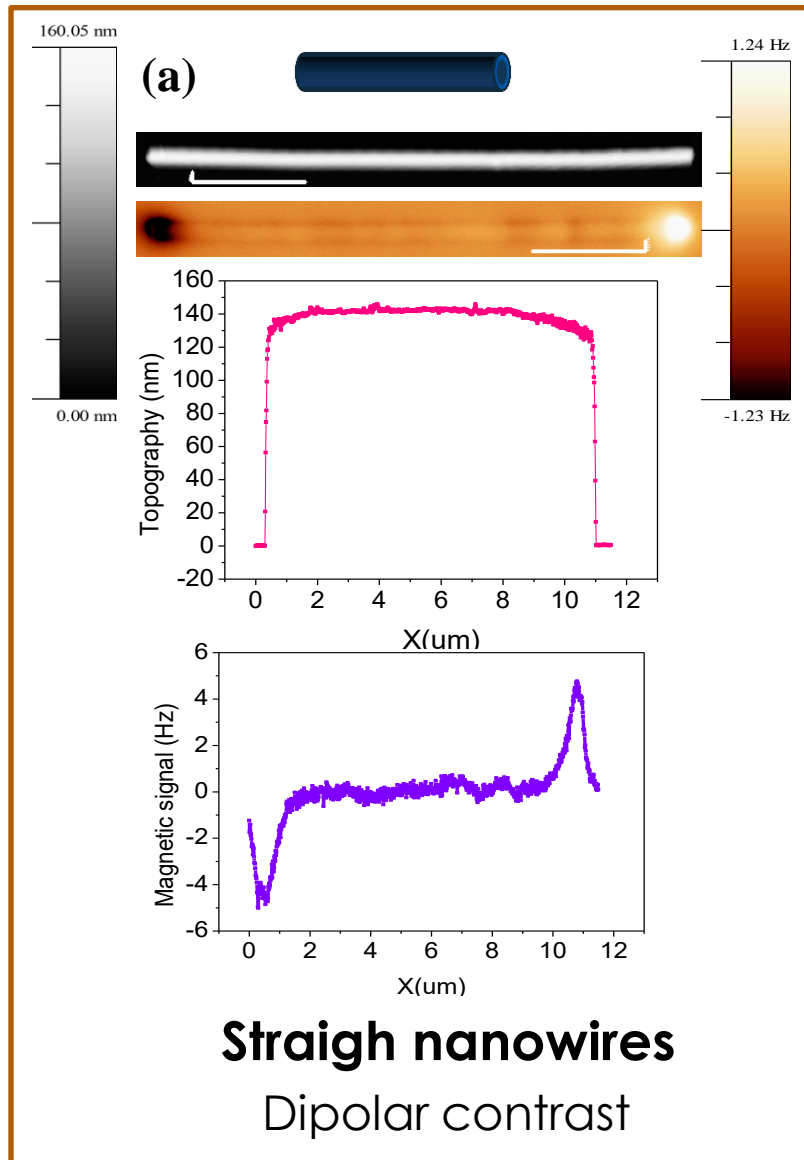 160.05 nm
0.00 nm
(a)
1.24 Hz
-1.23 Hz
160
140
120
100
80
60
40
20
0
-20
Topography (nm)
0 2 4 6 8 10 12
X(um)
6
4
2
0
-2
-4
-6
Magnetic signal (Hz)
0 2 4 6 8 10 12
X(um)
Straigh nanowires
Dipolar contrast